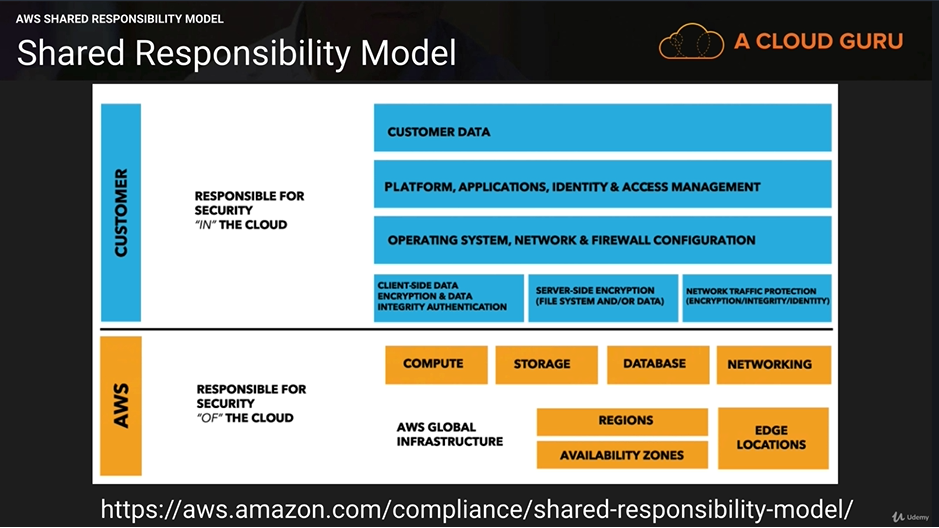 AWS SHARED RESPONSIBILITY MODEL
Shared Responsibility Model
A CLOUD GURU
CUSTOMER
RESPONSIBLE FOR
SECURITY
"IN" THE CLOUD
CUSTOMER DATA
PLATFORM, APPLICATIONS, IDENTITY & ACCESS MANAGEMENT
OPERATING SYSTEM, NETWORK & FIREWALL CONFIGURATION
CLIENT-SIDE DATA
ENCRYPTION & DATA
INTEGRITY AUTHENTICATION
SERVER-SIDE ENCRYPTION
(FILE SYSTEM AND/OR DATA)
NETWORK TRAFFIC PROTECTION
(ENCRYPTION/INTEGRITY/IDENTITY)
AWS
RESPONSIBLE FOR
SECURITY
"OF" THE CLOUD
COMPUTE
STORAGE
DATABASE
NETWORKING
AWS GLOBAL
INFRASTRUCTURE
REGIONS
AVAILABILITY ZONES
EDGE
LOCATIONS
https://aws.amazon.com/compliance/shared-responsibility-model/
Udemy